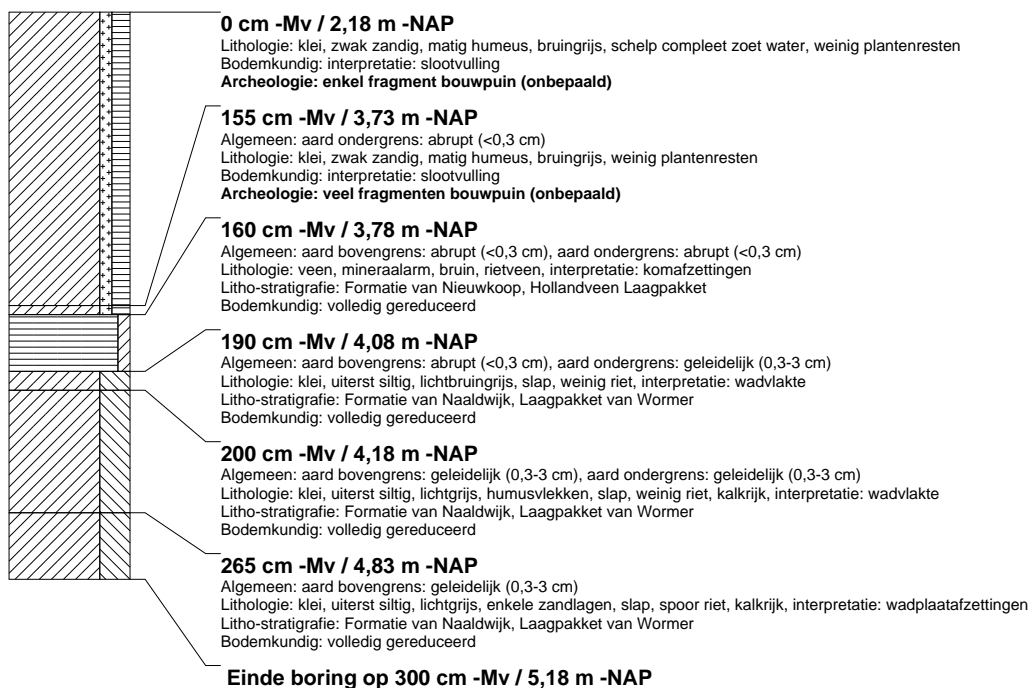 0 cm -Mv / 2,18 m -NAP
Lithologie: klei, zwak zandig, matig humeus, bruingrijs, schelp compleet zoet water, weinig plantenresten
Bodemkundig: interpretatie: slootvulling
Archeologie: enkel fragment bouwpuin (onbepaald)
155 cm -Mv / 3,73 m -NAP
Algemeen: aard ondergrens: abrupt (<0,3 cm)
Lithologie: klei, zwak zandig, matig humeus, bruingrijs, weinig plantenresten
Bodemkundig: interpretatie: slootvulling
Archeologie: veel fragmenten bouwpuin (onbepaald)
160 cm -Mv / 3,78 m -NAP
Algemeen: aard bovengrens: abrupt (<0,3 cm), aard ondergrens: abrupt (<0,3 cm)
Lithologie: veen, mineraalarm, bruin, rietveen, interpretatie: komafzettingen
Litho-stratigrafie: Formatie van Nieuwkoop, Hollandveen Laagpakket
Bodemkundig: volledig gereduceerd
190 cm -Mv / 4,08 m -NAP
Algemeen: aard bovengrens: abrupt (<0,3 cm), aard ondergrens: geleidelijk (0,3-3 cm)
Lithologie: klei, uiterst siltig, lichtbruingrijs, slap, weinig riet, interpretatie: wadvlakte
Litho-stratigrafie: Formatie van Naaldwijk, Laagpakket van Wormer
Bodemkundig: volledig gereduceerd
200 cm -Mv / 4,18 m -NAP
Algemeen: aard bovengrens: geleidelijk (0,3-3 cm), aard ondergrens: geleidelijk (0,3-3 cm)
Lithologie: klei, uiterst siltig, lichtgrijs, humusvlekken, slap, weinig riet, kalkrijk, interpretatie: wadvlakte
Litho-stratigrafie: Formatie van Naaldwijk, Laagpakket van Wormer
Bodemkundig: volledig gereduceerd
265 cm -Mv / 4,83 m -NAP
Algemeen: aard bovengrens: geleidelijk (0,3-3 cm)
Lithologie: klei, uiterst siltig, lichtgrijs, enkele zandlagen, slap, spoor riet, kalkrijk, interpretatie: wadplaatafzettingen
Litho-stratigrafie: Formatie van Naaldwijk, Laagpakket van Wormer
Bodemkundig: volledig gereduceerd
Einde boring op 300 cm -Mv / 5,18 m -NAP